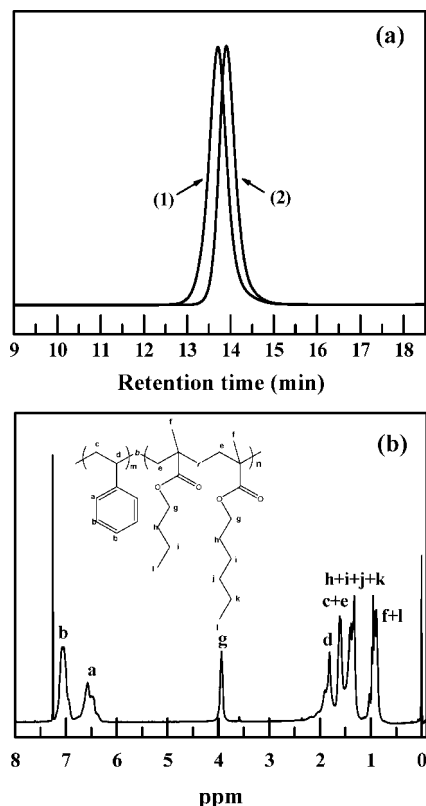 (a)
(1) (2)
9 10 11 12 13 14 15 16 17 18
Retention time (min)
(b)
f f
c d b e
e r n
m
a
O O O O
b g g
b h h
i i
l j
k
l
h+i+j+k
c+e
f+l
b a g d
8 7 6 5 4 3 2 1 0
ppm